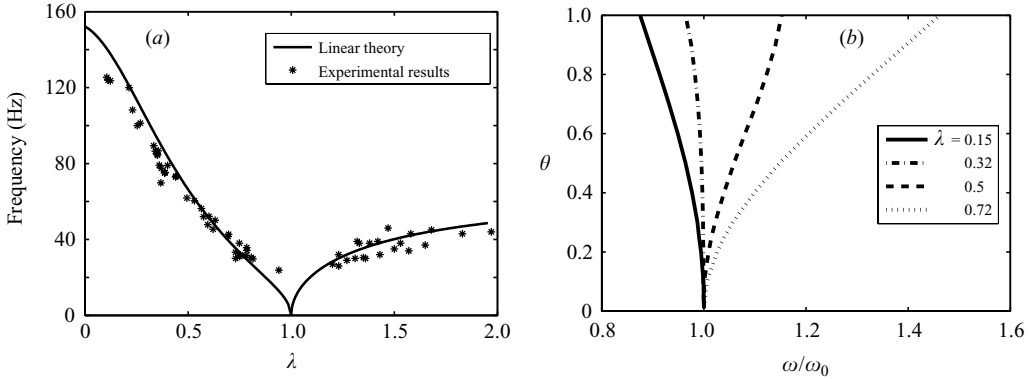 160
120
80
40
0
Frequency (Hz)
(a)
Linear theory
Experimental results
0
0.5
1.0
1.5
2.0
λ
1.0
0.8
0.6
0.4
0.2
0
θ
(b)
λ = 0.15
0.32
0.5
0.72
0.8
1.0
1.2
1.4
1.6
ω/ω0